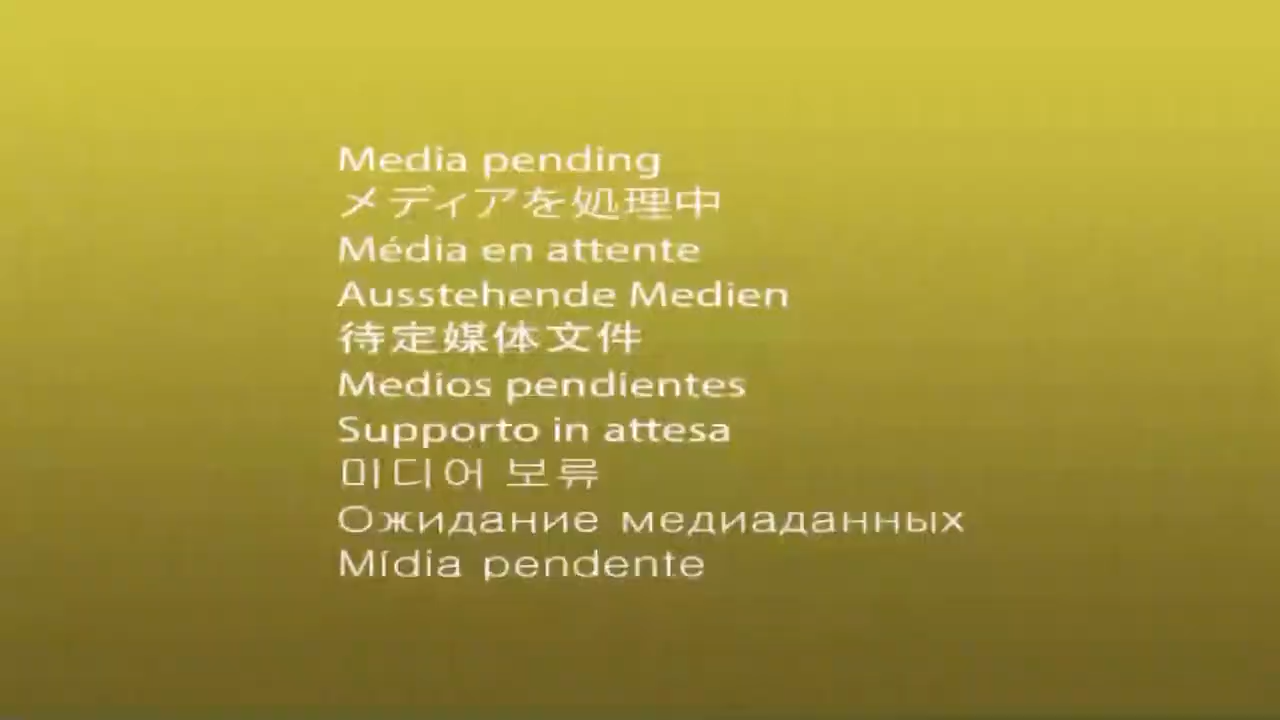 Media pending
メディアを処理中
Média en attente
Ausstehende Medien
待定媒体文件
Medios pendientes
Supporto in attesa
미디어 보류
Ожидание медиаданных
Mídia pendente